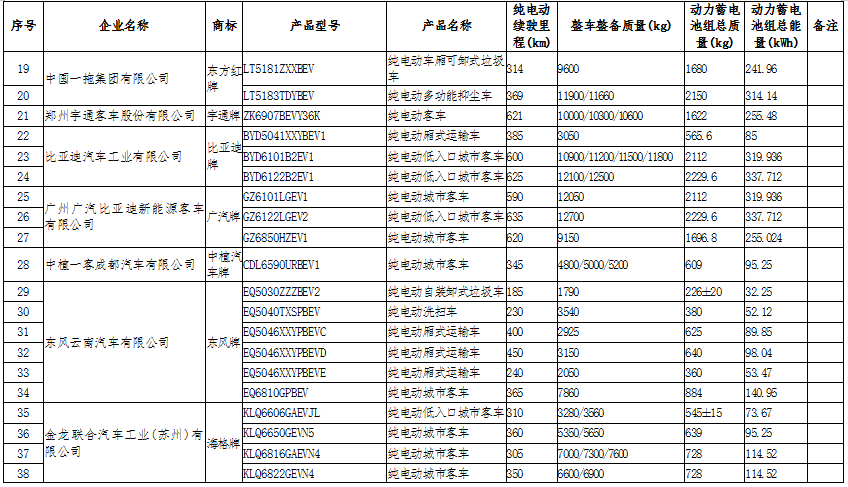 序号 企业名称 商标 产品型号 产品名称 纯电动续驶里程(km) 整车整备质量(kg) 动力蓄电池组总质量(kg) 动力蓄电池组总能量(kWh) 备注
19 中国一拖集团有限公司 东方红牌 LT5181ZXXBEV 纯电动车厢可卸式垃圾车 314 9600 1680 241.96
20 LT5183TDYBEV 纯电动多功能抑尘车 369 11900/11660 2150 314.14
21 郑州宇通客车股份有限公司 宇通牌 ZK6907BEVY36K 纯电动客车 621 10000/10300/10600 1622 255.48
22 比亚迪汽车工业有限公司 比亚迪牌 BYD5041XXYBEV1 纯电动厢式运输车 385 3050 565.6 85
23 BYD6101B2EV1 纯电动低入口城市客车 600 10900/11200/11500/11800 2112 319.936
24 BYD6122B2EV1 纯电动低入口城市客车 625 12100/12500 2229.6 337.712
25 广州广汽比亚迪新能源客车有限公司 广汽牌 GZ6101LGEV1 纯电动城市客车 590 12050 2112 319.936
26 GZ6122LGEV2 纯电动低入口城市客车 635 12700 2229.6 337.712
27 GZ6850HZEV1 纯电动城市客车 620 9150 1696.8 255.024
28 中植一客成都汽车有限公司 中植汽车牌 CDL6590URBEV1 纯电动城市客车 345 4800/5000/5200 609 95.25
29 东风云南汽车有限公司 东风牌 EQ5030ZZZBEV2 纯电动自装卸式垃圾车 185 1790 226±20 32.25
30 EQ5040TXSPBEV 纯电动洗扫车 230 3540 380 52.12
31 EQ5046XXYPBEVC 纯电动厢式运输车 400 2925 625 89.85
32 EQ5046XXYPBEVD 纯电动厢式运输车 450 3150 640 98.04
33 EQ5046XXYPBEVE 纯电动厢式运输车 240 2050 360 53.47
34 EQ6810GPBEV 纯电动城市客车 365 7860 884 140.95
35 金龙联合汽车工业(苏州)有限公司 海格牌 KLQ6606GAEVJL 纯电动低入口城市客车 310 3280/3560 545±15 73.67
36 KLQ6650GEVN5 纯电动城市客车 360 5350/5650 639 95.25
37 KLQ6816GAEVN4 纯电动城市客车 305 7000/7300/7600 728 114.52
38 KLQ6822GEVN4 纯电动城市客车 350 6600/6900 728 114.52